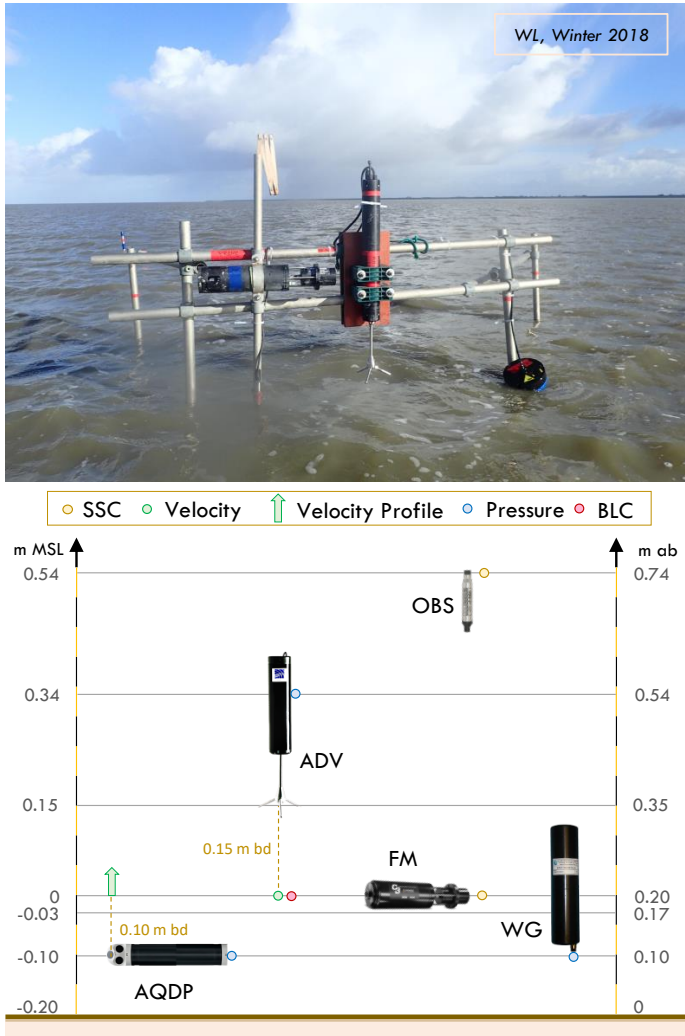 WL, Winter 2018
SSC Velocity Velocity Profile Pressure BLC
m MSL m ab
0.54 0.74
OBS
0.34 0.54
ADV
0.15 0.35
0.15 m bd
FM
0 0.20
-0.03 0.17
0.10 m bd
WG
-0.10 0.10
AQDP
-0.20 0